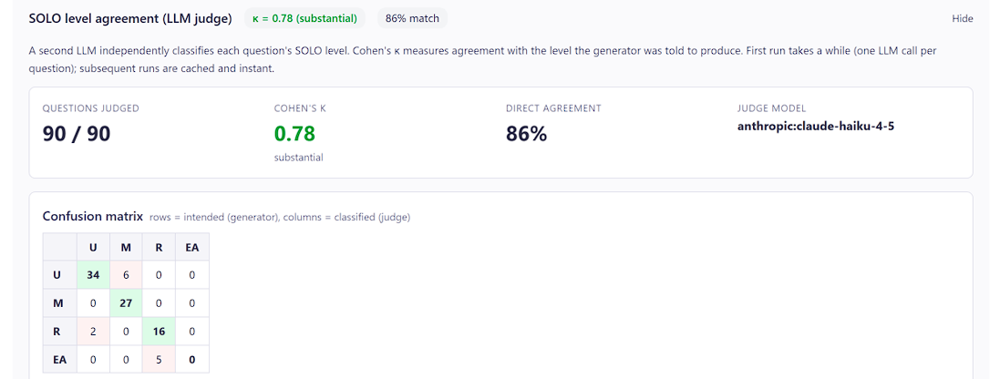 SOLO level agreement (LLM judge) κ = 0.78 (substantial) 86% match Hide
A second LLM independently classifies each question's SOLO level. Cohen's κ measures agreement with the level the generator was told to produce. First run takes a while (one LLM call per
question); subsequent runs are cached and instant.
QUESTIONS JUDGED COHEN'S Κ DIRECT AGREEMENT JUDGE MODEL
90 / 90 0.78 86% anthropic:claude-haiku-4-5
substantial
Confusion matrix rows = intended (generator), columns = classified (judge)
U M R EA
U 34 6 0 0
M 0 27 0 0
R 2 0 16 0
EA 0 0 5 0